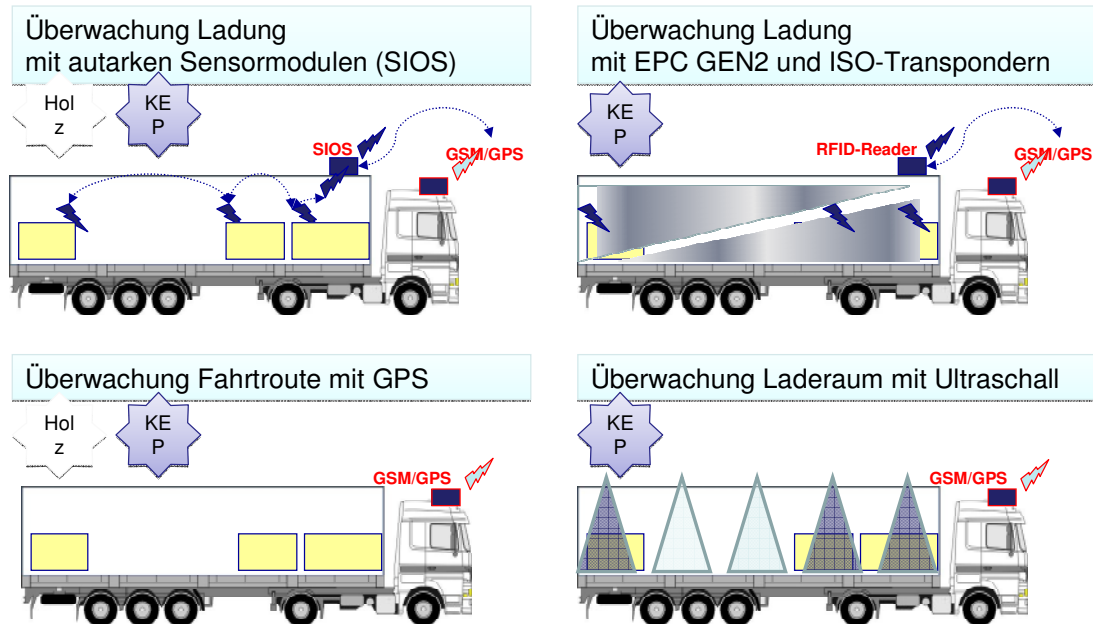 Überwachung Ladung
mit autarken Sensormodulen (SIOS)
Hol
z
KE
P
SIOS
GSM/GPS
Überwachung Ladung
mit EPC GEN2 und ISO-Transpondern
KE
P
RFID-Reader
GSM/GPS
Überwachung Fahrtroute mit GPS
Hol
z
KE
P
GSM/GPS
Überwachung Laderaum mit Ultraschall
KE
P
GSM/GPS